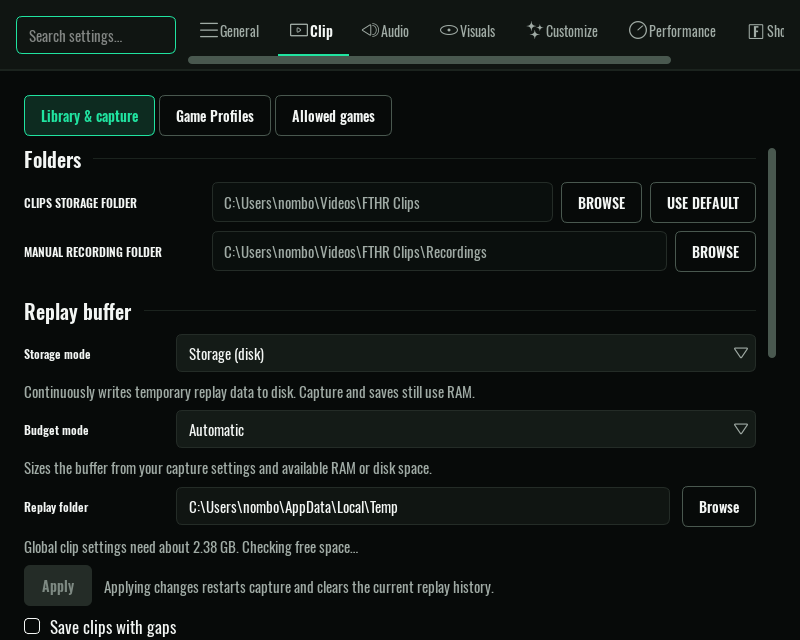 Search settings...
General
Clip
Audio
Visuals
Customize
Performance
Library & capture
Game Profiles
Allowed games
Folders
CLIPS STORAGE FOLDER
C:\Users\nombo\Videos\FTHR Clips
BROWSE
USE DEFAULT
MANUAL RECORDING FOLDER
C:\Users\nombo\Videos\FTHR Clips\Recordings
BROWSE
Replay buffer
Storage mode
Storage (disk)
Continuously writes temporary replay data to disk. Capture and saves still use RAM.
Budget mode
Automatic
Sizes the buffer from your capture settings and available RAM or disk space.
Replay folder
C:\Users\nombo\AppData\Local\Temp
Browse
Global clip settings need about 2.38 GB. Checking free space...
Apply
Applying changes restarts capture and clears the current replay history.
Save clips with gaps